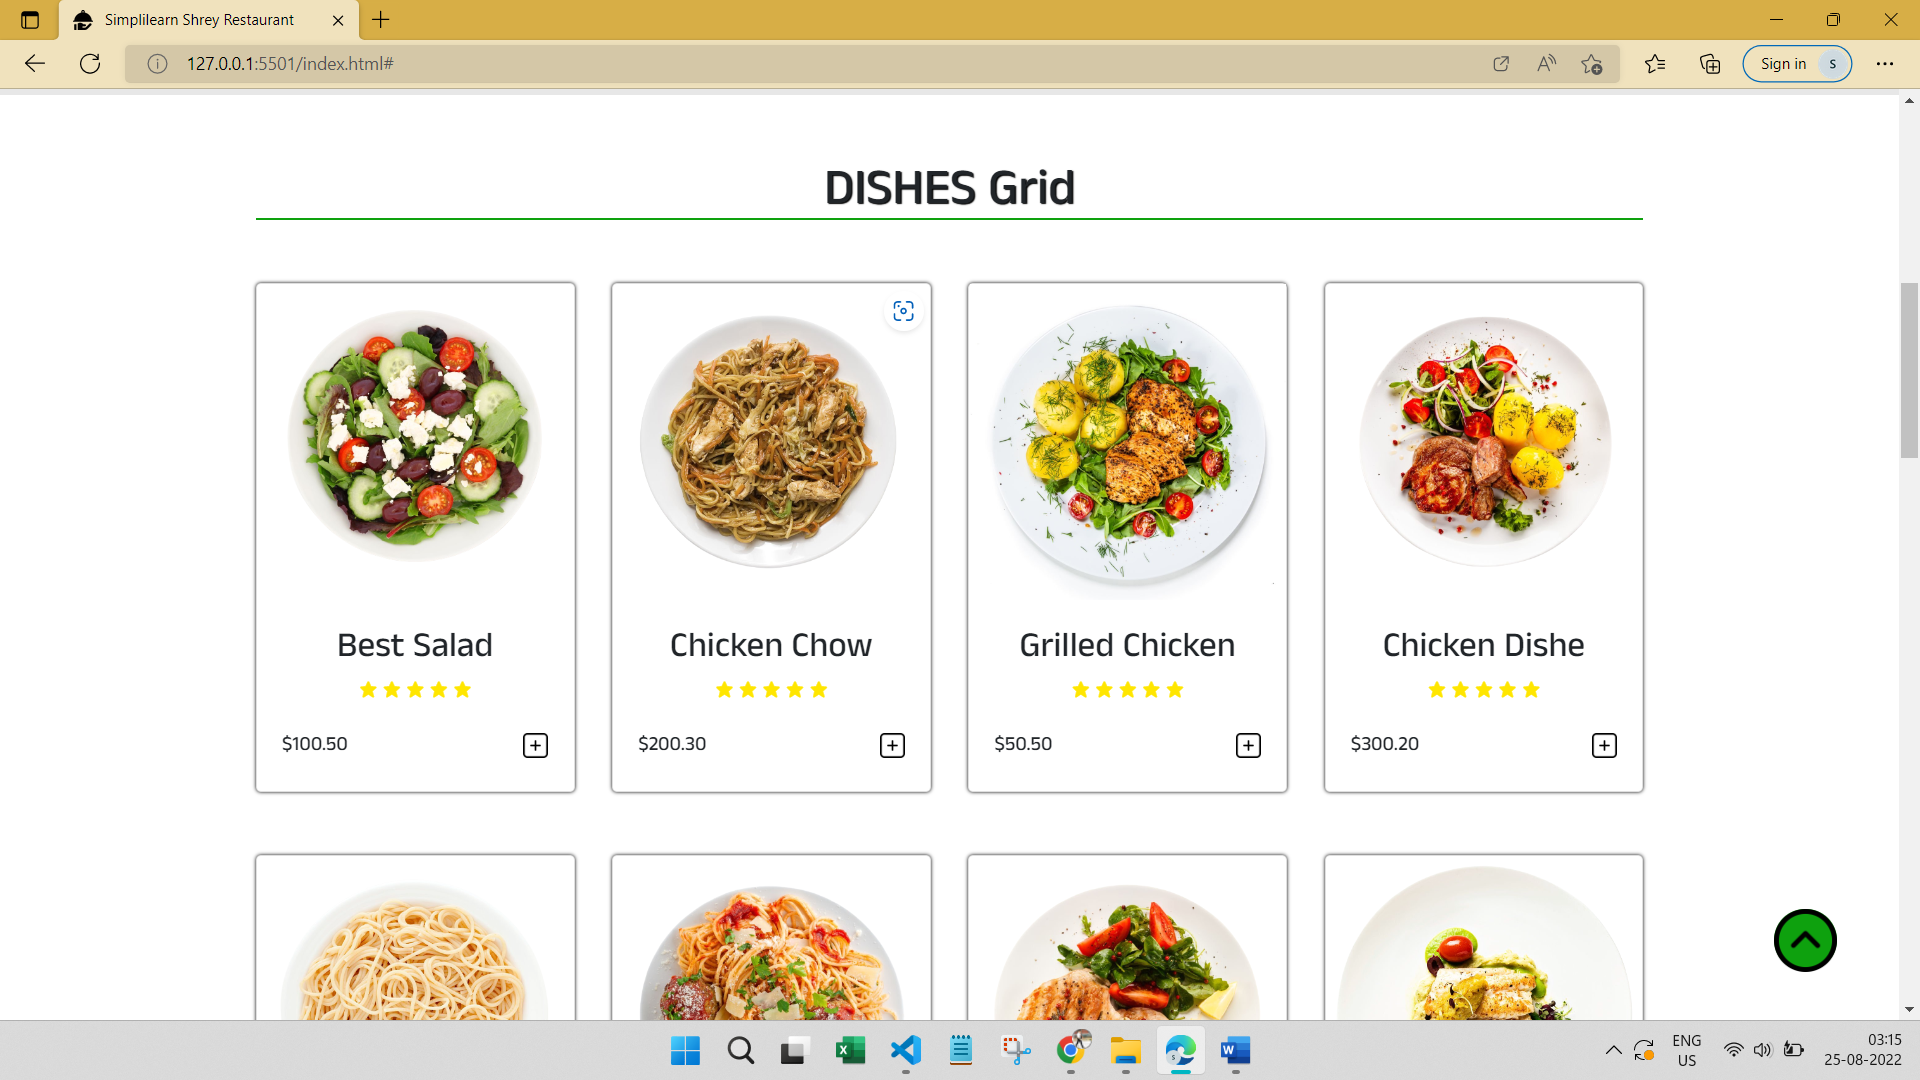 Simplilearn Shrey Restaurant
127.0.0.1:5501/index.html#
Sign in
S
DISHES Grid
Best Salad
Chicken Chow
Grilled Chicken
Chicken Dishe
$100.50
$200.30
$50.50
$300.20
ENG
US
03:15
25-08-2022